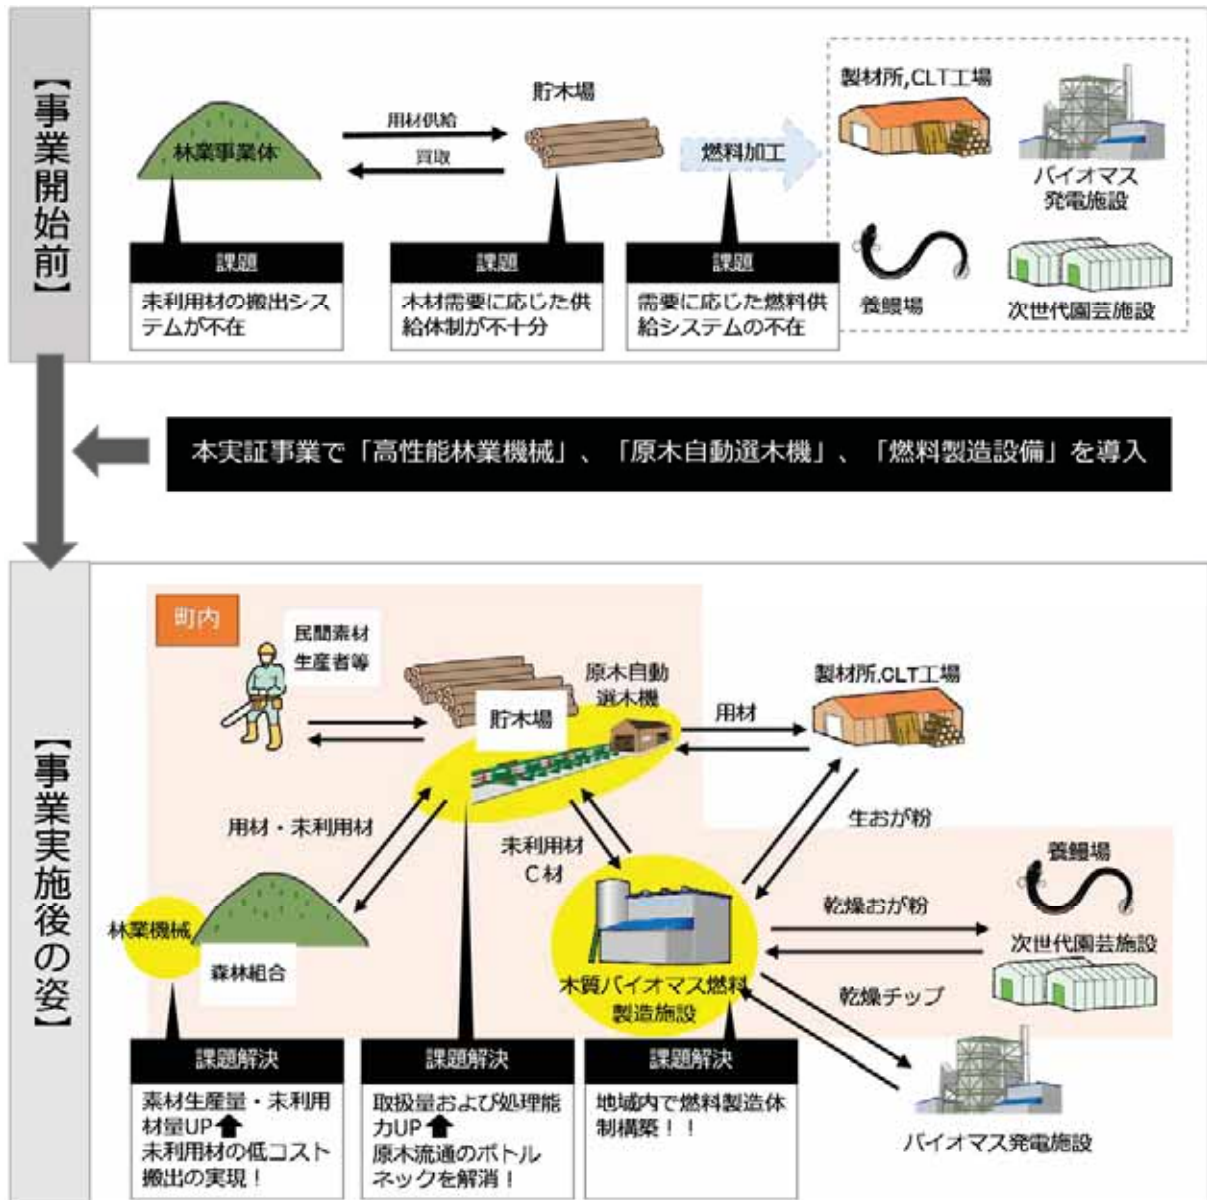 【事業開始前】
林業事業体
用材供給
買取
貯木場
燃料加工
製材所,CLT工場
バイオマス
発電施設
養鰻場
次世代園芸施設
課題
未利用材の搬出シス
テムが不在
課題
木材需要に応じた供
給体制が不十分
課題
需要に応じた燃料供
給システムの不在
本実証事業で「高性能林業機械」、「原木自動選木機」、「燃料製造設備」を導入
【事業実施後の姿】
町内
民間素材
生産者等
貯木場
原木自動
選木機
用材
製材所,CLT工場
用材・未利用材
未利用材
C材
生おが粉
養鰻場
林業機械
森林組合
木質バイオマス燃料
製造施設
乾燥おが粉
次世代園芸施設
乾燥チップ
バイオマス発電施設
課題解決
素材生産量・未利用
材量UP⬆
未利用材の低コスト
搬出の実現！
課題解決
取扱量および処理能
力UP⬆
原木流通のボトル
ネックを解消！
課題解決
地域内で燃料製造体
制構築！！